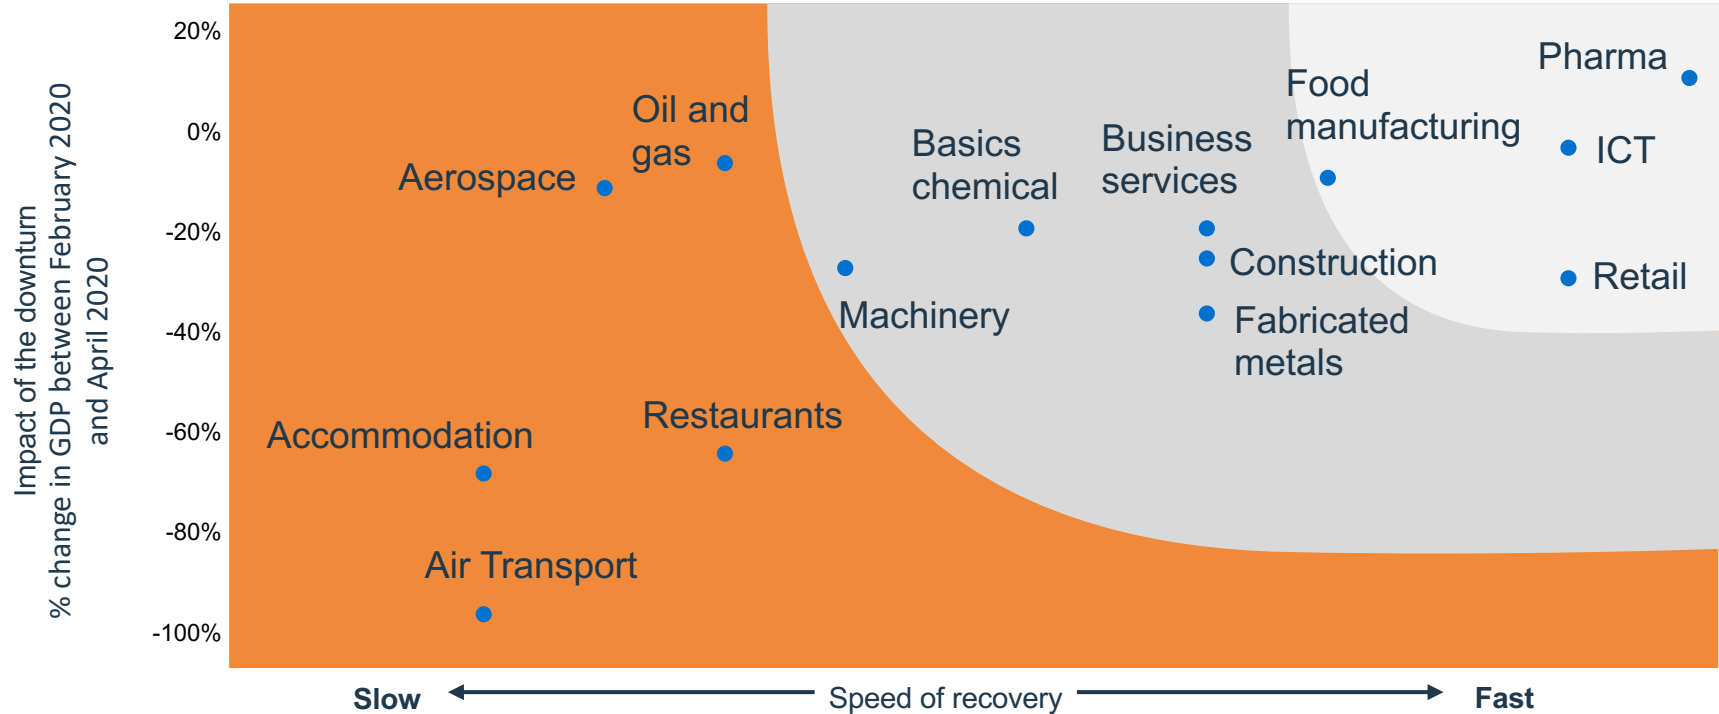 Impact of the downturn
% change in GDP between February 2020
and April 2020
20%
0%
-20%
-40%
-60%
-80%
-100%
Pharma
Food
manufacturing
ICT
Oil and
gas
Aerospace
Basics
chemical
Business
services
Construction
Retail
Machinery
Fabricated
metals
Restaurants
Accommodation
Air Transport
Slow
Speed of recovery
Fast